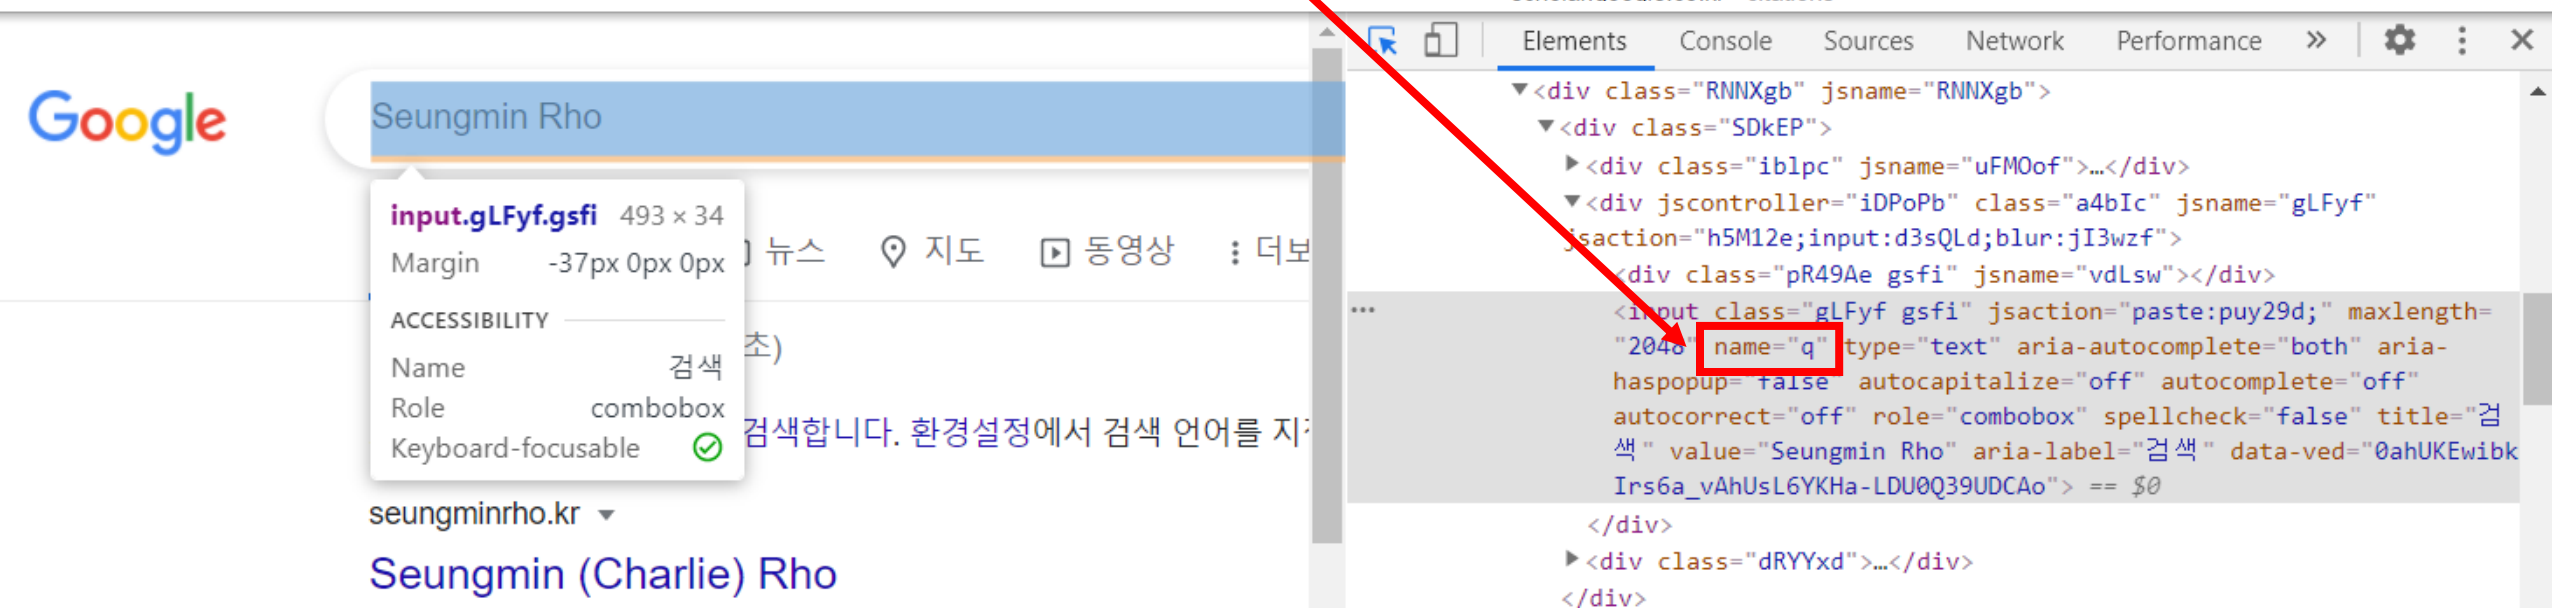 Google
Seungmin Rho
input.gLFyf.gsfi 493 × 34
Margin -37px 0px 0px
ACCESSIBILITY
Name 검색
Role combobox
Keyboard-focusable
뉴스 지도 동영상 더보
초)
검색합니다. 환경설정에서 검색 언어를
seungminrho.kr
Seungmin (Charlie) Rho
Elements Console Sources Network Performance
<div class="RNNXgb" jsname="RNNXgb">
<div class="SDkEP">
<div class="iblpc" jsname="uFMOof">…</div>
<div jscontroller="iDPoPb" class="a4bIc" jsname="gLFyf"
jsaction="h5M12e;input:d3sQLd;blur:jI3wzf">
<div class="pR49Ae gsfi" jsname="vdLsw"></div>
<input class="gLFyf gsfi" jsaction="paste:puy29d;" maxlength=
"2048" name="q" type="text" aria-autocomplete="both" aria-
haspopup="false" autocapitalize="off" autocomplete="off"
autocorrect="off" role="combobox" spellcheck="false" title="검
색" value="Seungmin Rho" aria-label="검색" data-ved="0ahUKEwibk
Irs6a_vAhUsL6YKHa-LDU0Q39UDCAo"> == $0
</div>
<div class="dRYYxd">…</div>
</div>